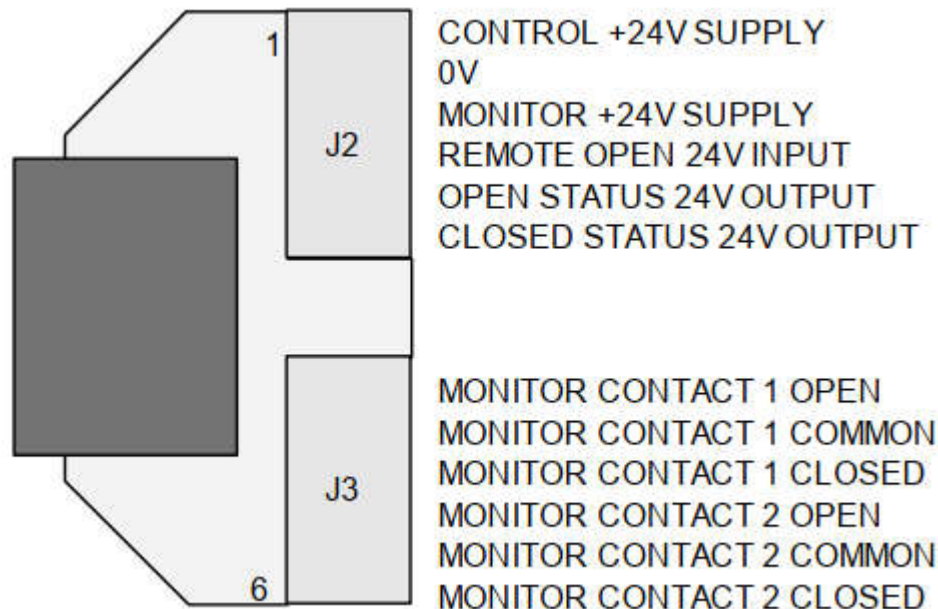 1
CONTROL +24V SUPPLY
0V
MONITOR +24V SUPPLY
J2
REMOTE OPEN 24V INPUT
OPEN STATUS 24V OUTPUT
CLOSED STATUS 24V OUTPUT
MONITOR CONTACT 1 OPEN
MONITOR CONTACT 1 COMMON
MONITOR CONTACT 1 CLOSED
J3
MONITOR CONTACT 2 OPEN
MONITOR CONTACT 2 COMMON
6
MONITOR CONTACT 2 CLOSED